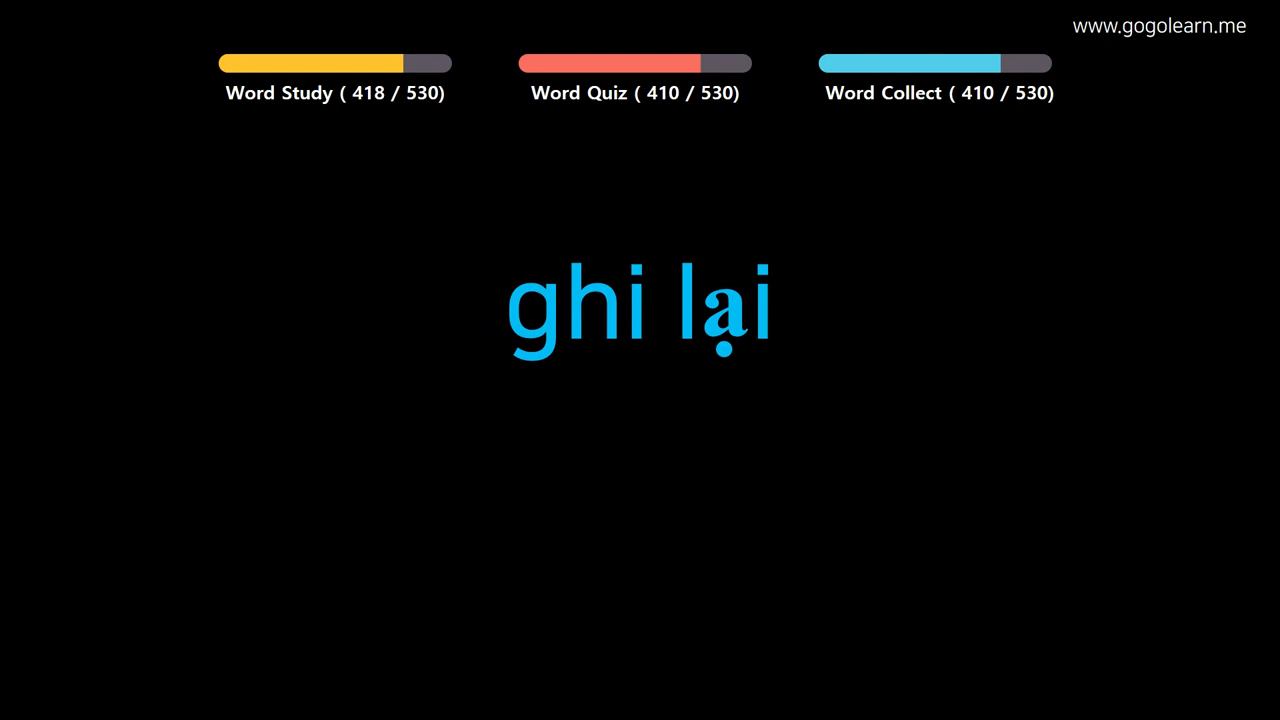 www.gogolearn.me
Word Study ( 418 / 530)
Word Quiz ( 410 / 530)
Word Collect ( 410 / 530)
ghi lại